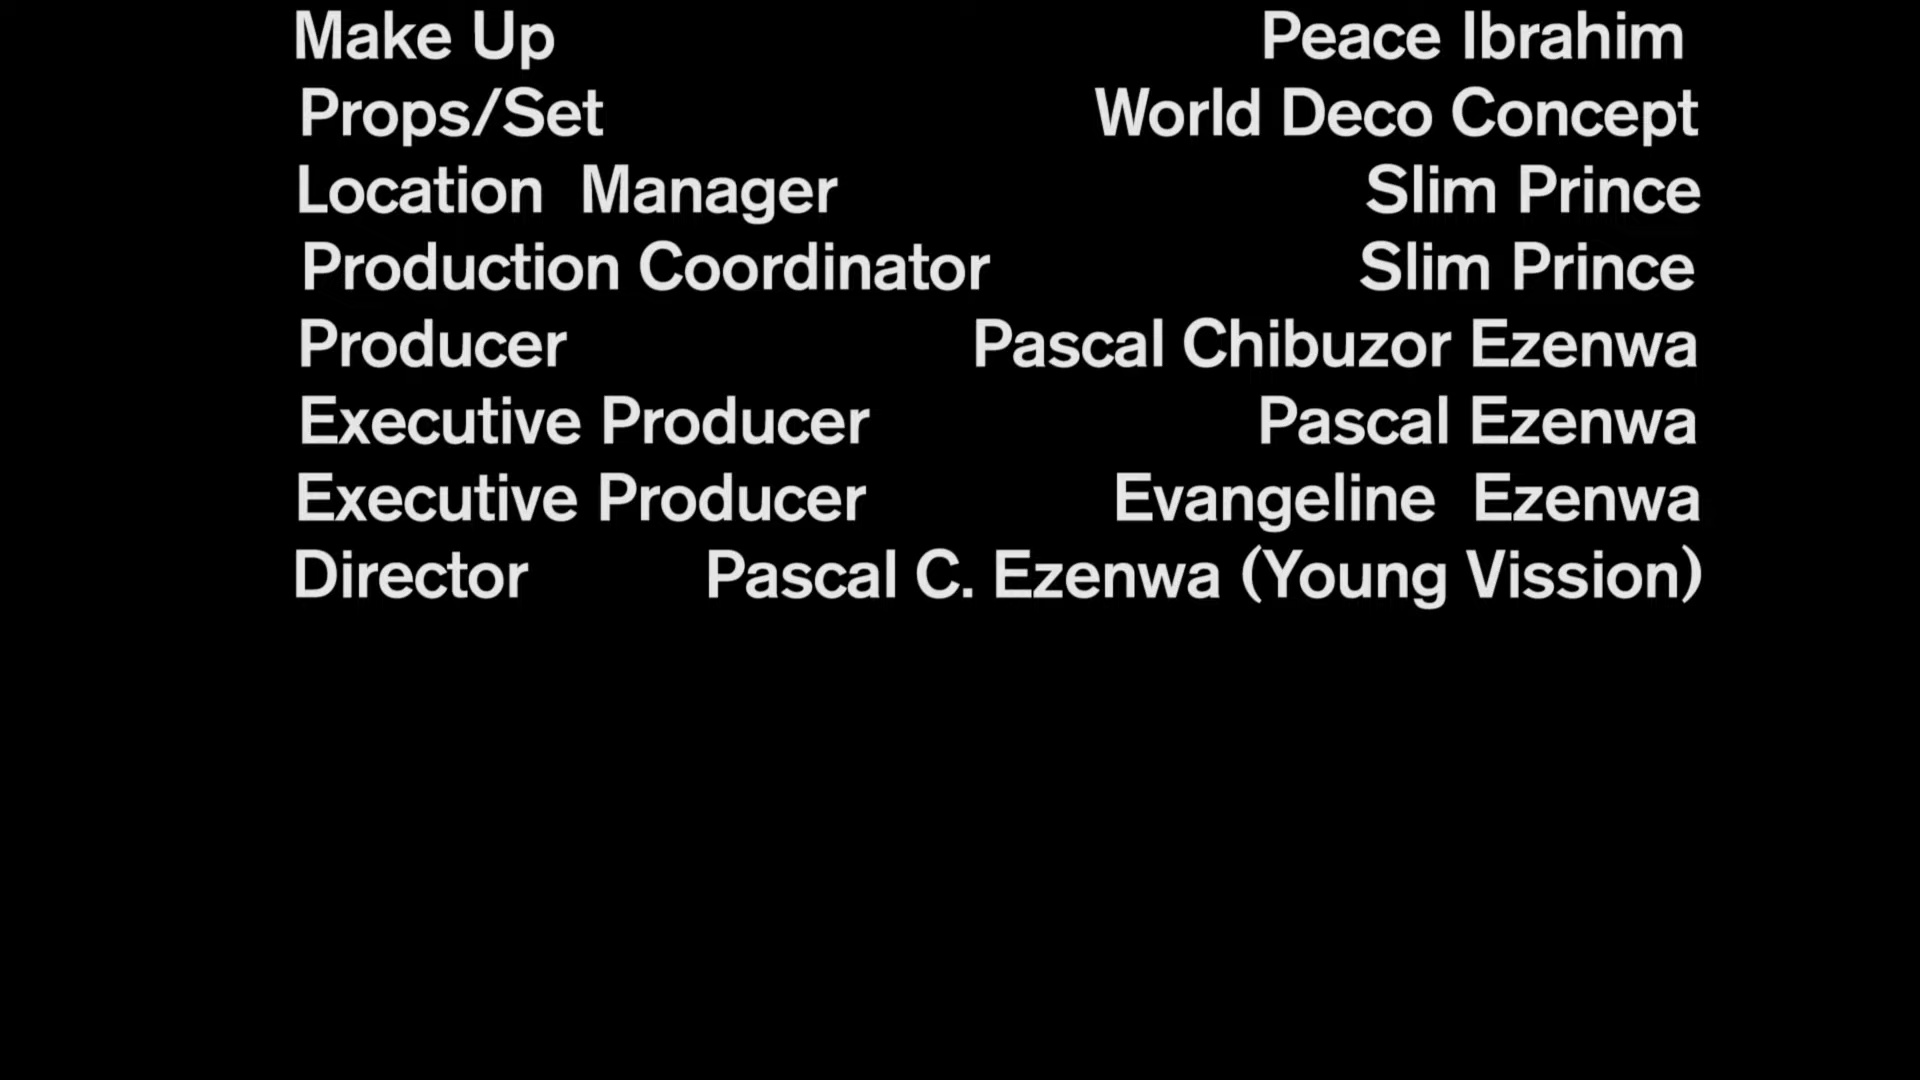 Make Up Peace Ibrahim
Props/Set World Deco Concept
Location Manager Slim Prince
Production Coordinator Slim Prince
Producer Pascal Chibuzor Ezenwa
Executive Producer Pascal Ezenwa
Executive Producer Evangeline Ezenwa
Director Pascal C. Ezenwa (Young Vission)